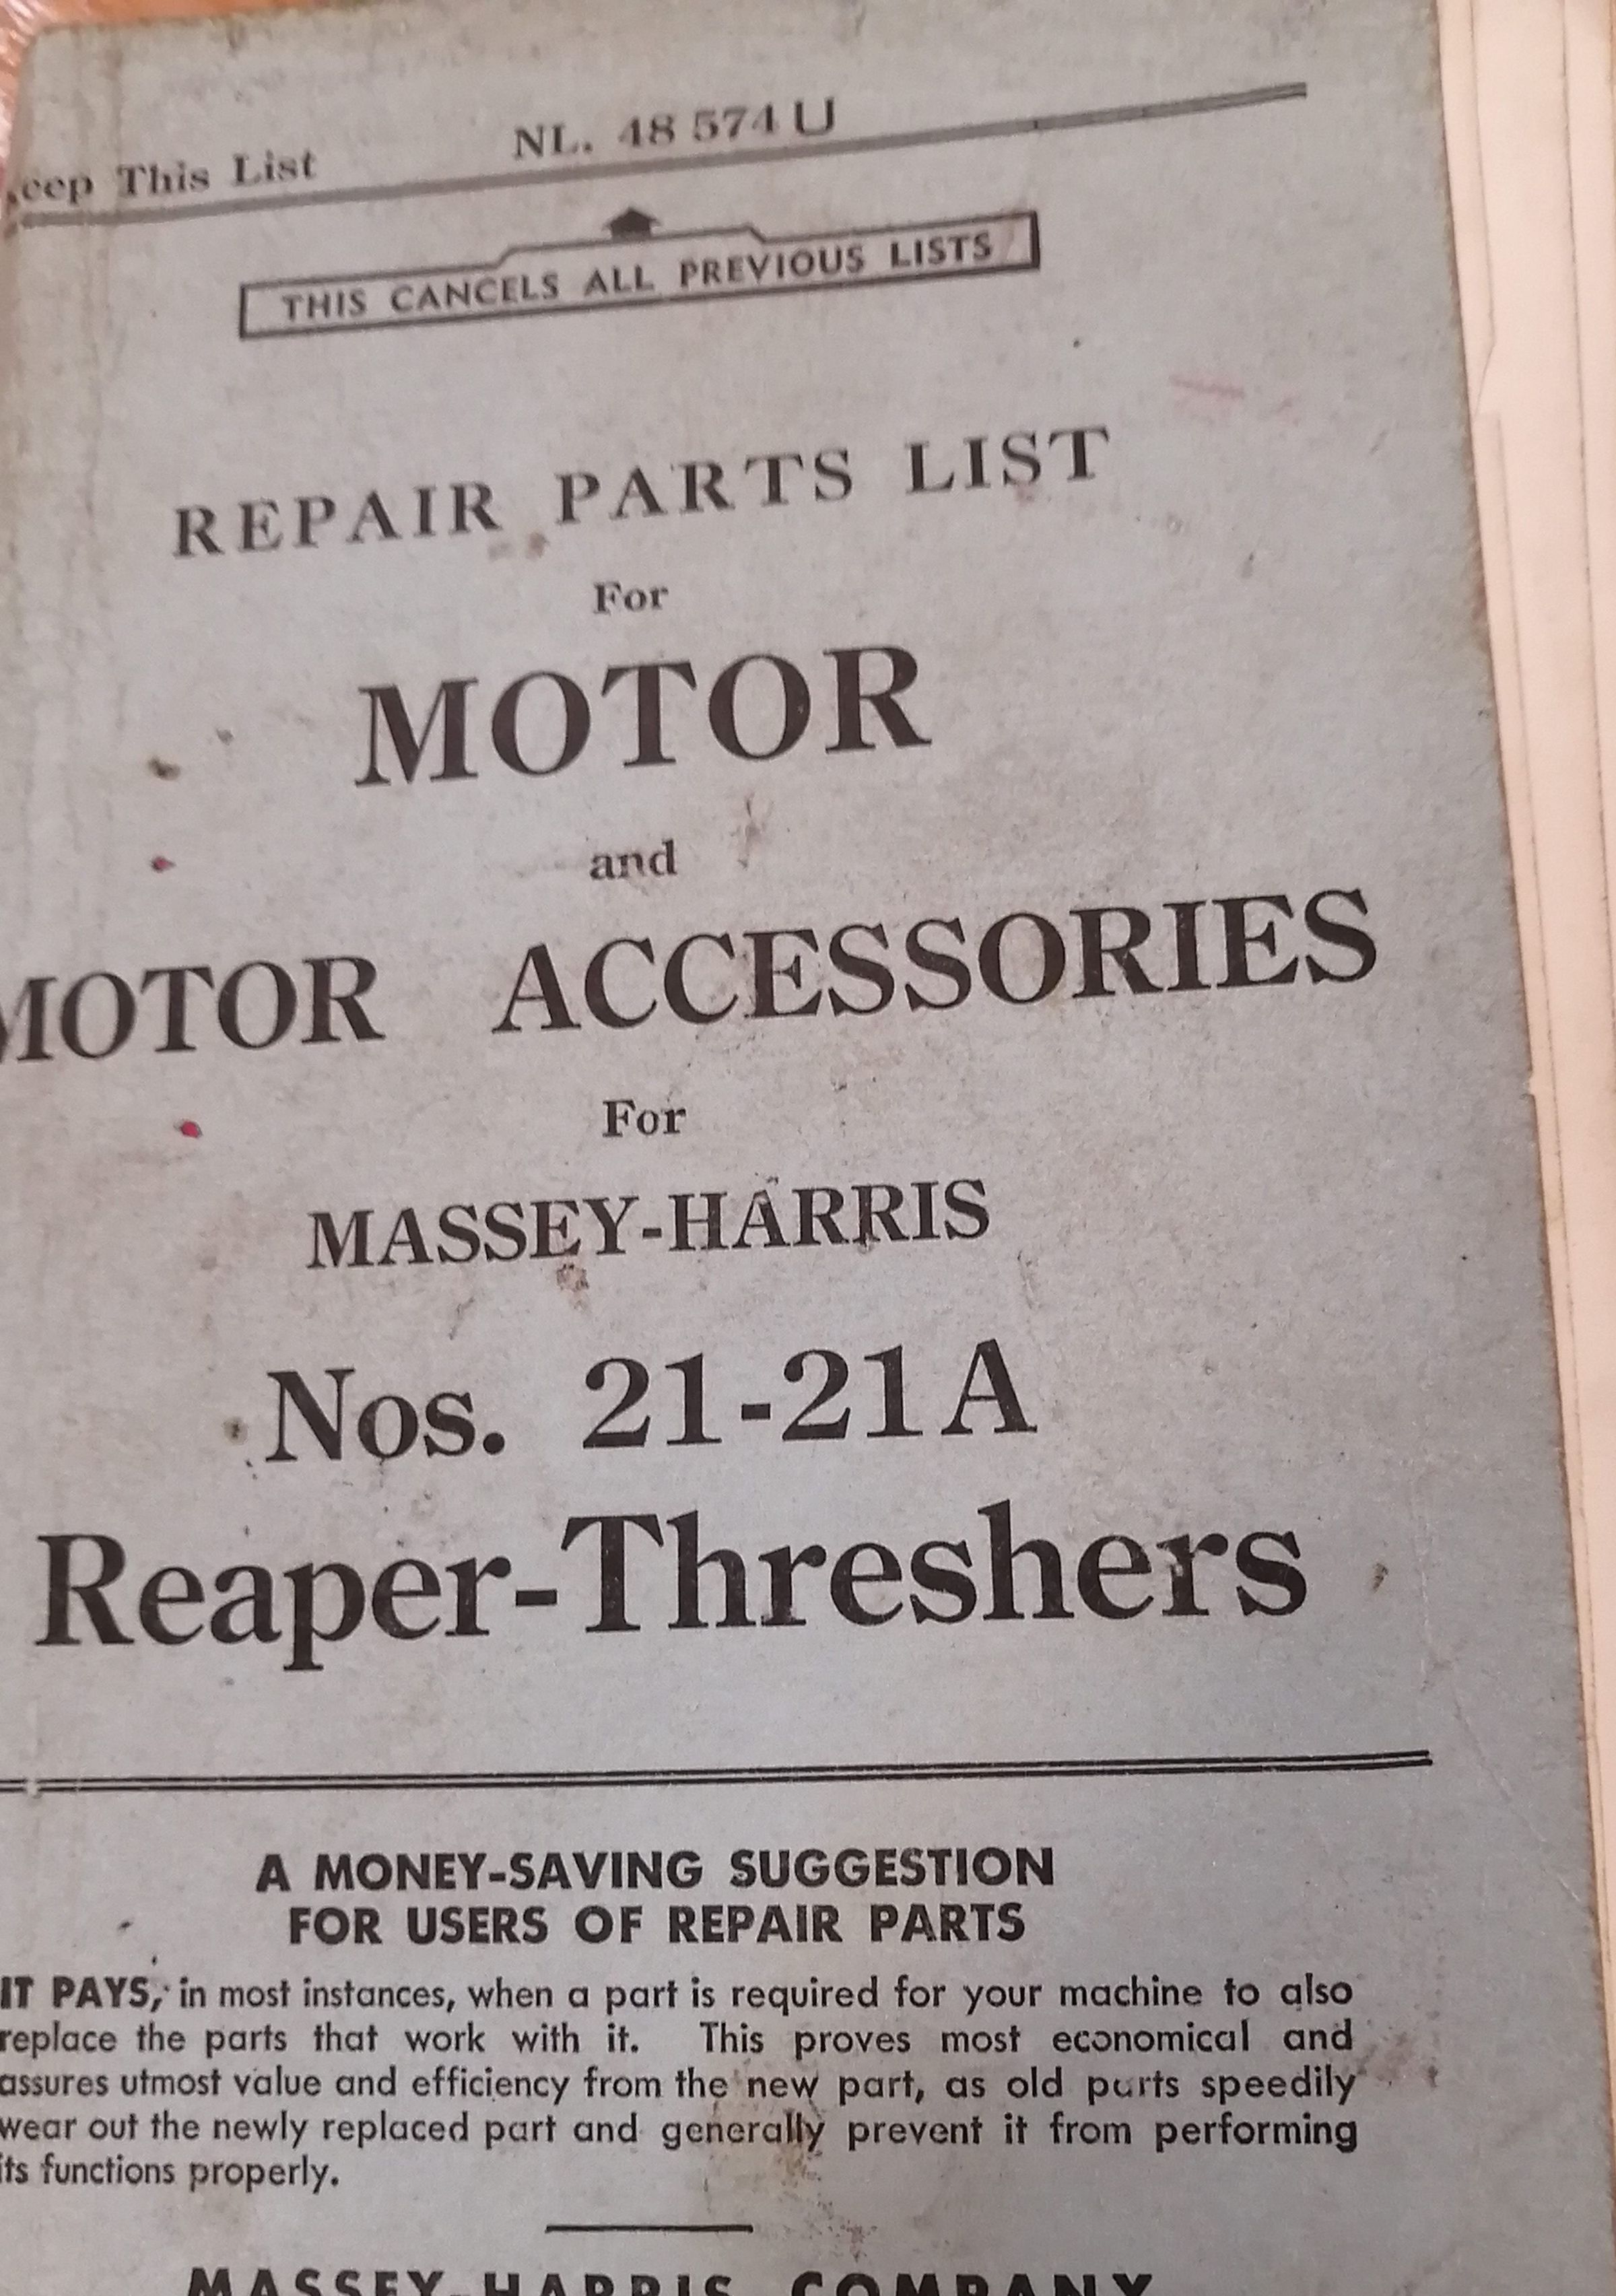 eep This List NL. 48 574 U
THIS CANCELS ALL PREVIOUS LISTS
REPAIR PARTS LIST
For
MOTOR
and
MOTOR ACCESSORIES
For
MASSEY-HARRIS
Nos. 21-21A
Reaper-Threshers
A MONEY-SAVING SUGGESTION
FOR USERS OF REPAIR PARTS
IT PAYS, in most instances, when a part is required for your machine to also
replace the parts that work with it. This proves most economical and
assures utmost value and efficiency from the new part, as old parts speedily
wear out the newly replaced part and generally prevent it from performing
its functions properly.
MASSEY-HARRIS COMPANY